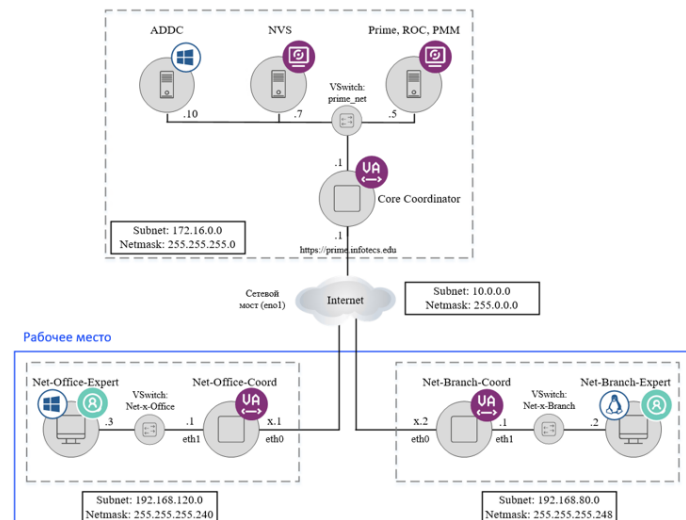 ADDC
NVS
Prime, ROC, PMM
VSwitch:
prime_net
.10
.7
.5
.1
VA
Core Coordinator
.1
https://prime.infotecs.edu
Subnet: 172.16.0.0
Netmask: 255.255.255.0
Сетевой
мост (eno1)
Internet
Subnet: 10.0.0.0
Netmask: 255.0.0.0
Рабочее место
Net-Office-Expert
VSwitch:
Net-x-Office
Net-Office-Coord
VA
.3
.1
eth1
x.1
eth0
Subnet: 192.168.120.0
Netmask: 255.255.255.240
Net-Branch-Coord
VA
VSwitch:
Net-x-Branch
Net-Branch-Expert
x.2
eth0
.1
eth1
.2
Subnet: 192.168.80.0
Netmask: 255.255.255.248